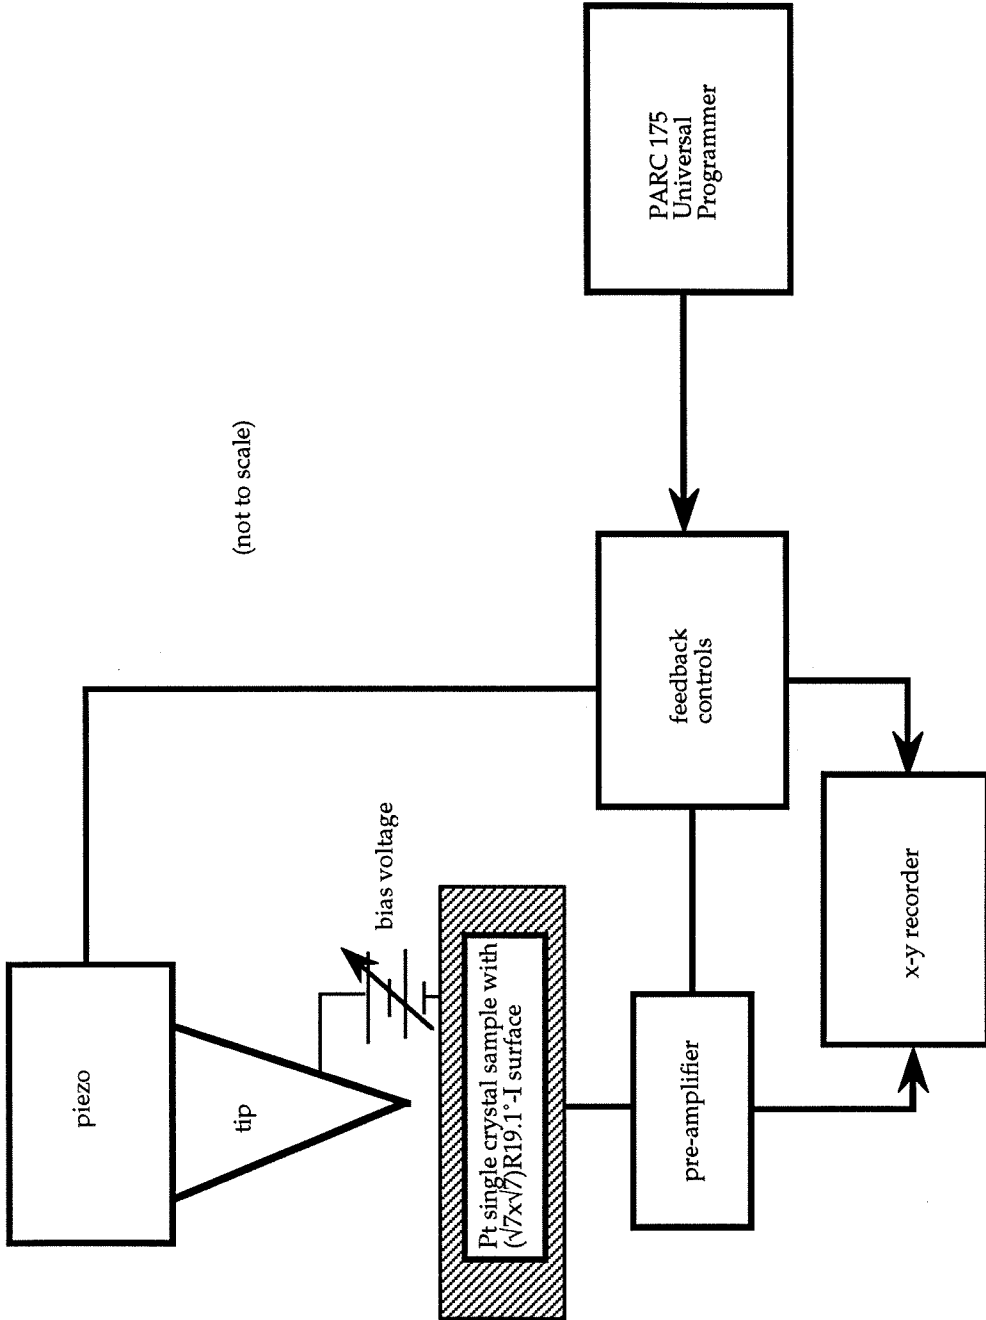 piezo
tip
bias voltage
(not to scale)
Pt single crystal sample with
(√7x√7)R19.1°-I surface
pre-amplifier
feedback
controls
PARC 175
Universal
Programmer
x-y recorder